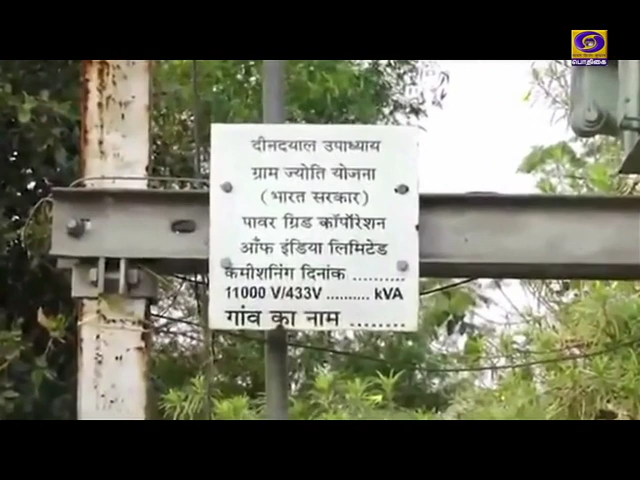 பொதிகை
दीनदयाल उपाध्याय
ग्राम ज्योति योजना
(भारत सरकार)
पावर ग्रिड कॉर्पोरेशन
ऑफ इंडिया लिमिटेड
कमीशनिंग दिनांक ..........
11000 V/433V .......... kVA
गांव का नाम ........